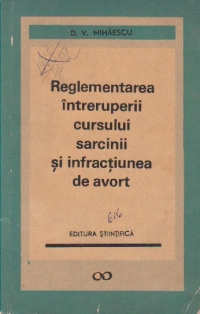 D. V. MIHĂESCU
Reglementarea
întreruperii
cursului
sarcinii
și infracțiunea
de avort
EDITURA ȘTIINȚIFICĂ